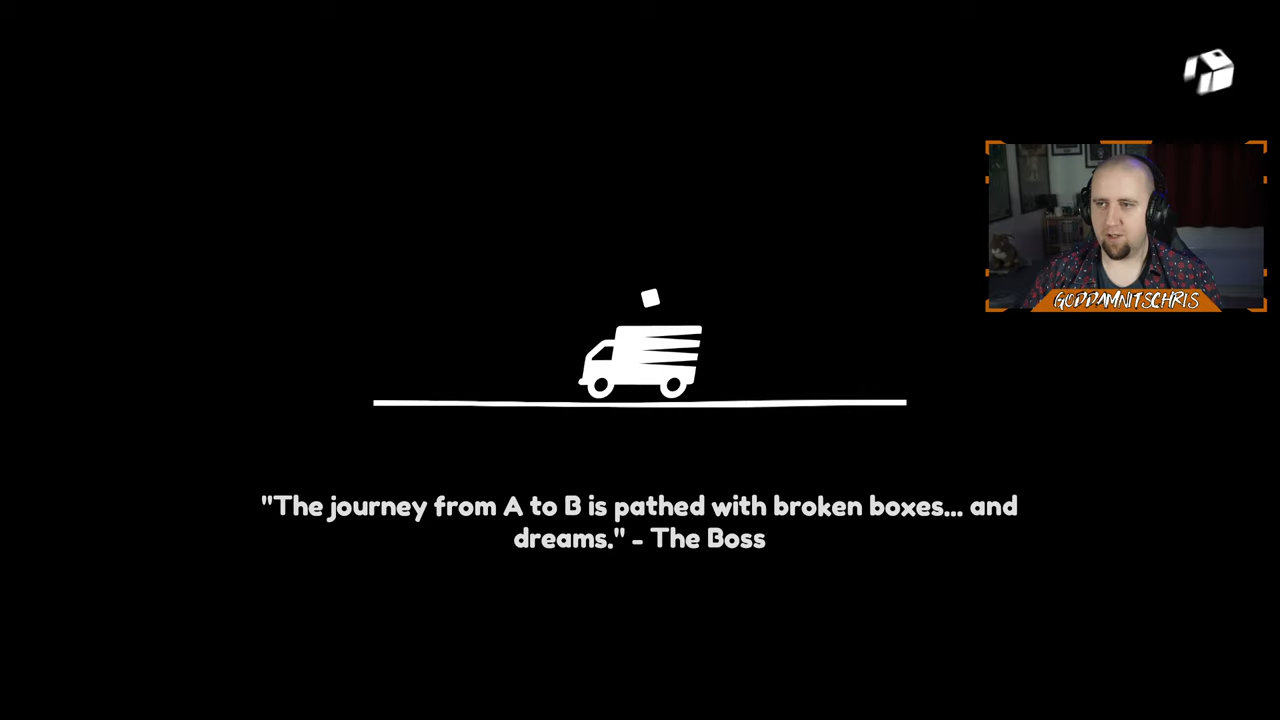 GODDAMNITSCHRIS
"The journey from A to B is pathed with broken boxes... and
dreams." - The Boss